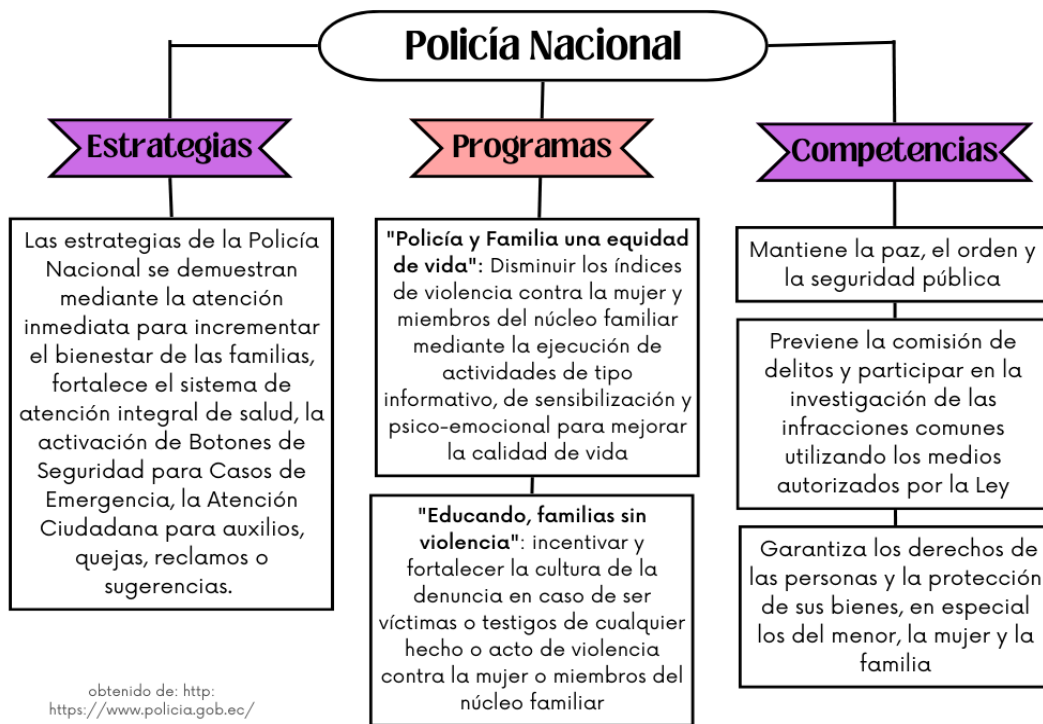 Policía Nacional
Estrategias
Las estrategias de la Policía
Nacional se demuestran
mediante la atención
inmediata para incrementar
el bienestar de las familias,
fortalece el sistema de
atención integral de salud, la
activación de Botones de
Seguridad para Casos de
Emergencia, la Atención
Ciudadana para auxilios,
quejas, reclamos o
sugerencias.
Programas
"Policía y Familia una equidad
de vida": Disminuir los índices
de violencia contra la mujer y
miembros del núcleo familiar
mediante la ejecución de
actividades de tipo
informativo, de sensibilización y
psico-emocional para mejorar
la calidad de vida
"Educando, familias sin
violencia": incentivar y
fortalecer la cultura de la
denuncia en caso de ser
víctimas o testigos de cualquier
hecho o acto de violencia
contra la mujer o miembros del
núcleo familiar
Competencias
Mantiene la paz, el orden y
la seguridad pública
Previene la comisión de
delitos y participar en la
investigación de las
infracciones comunes
utilizando los medios
autorizados por la Ley
Garantiza los derechos de
las personas y la protección
de sus bienes, en especial
los del menor, la mujer y la
familia
obtenido de: http:
https://www.policia.gob.ec/